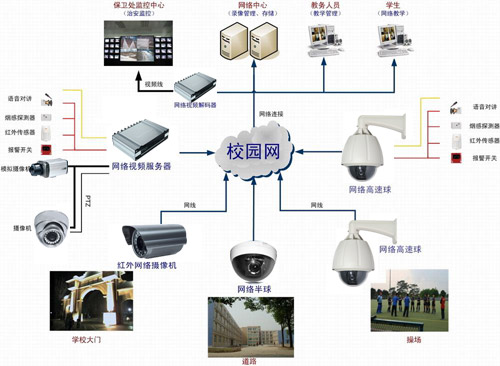 保卫处监控中心
（治安监控）
网络中心
（录像管理、存储）
教务人员
（教学管理）
学生
（网络教学）
视频线
网络视频解码器
网络连接
语音对讲
烟感探测器
红外传感器
报警开关
模拟摄像机
网络视频服务器
校园网
语音对讲
烟感探测器
红外传感器
报警开关
网络高速球
PTZ
摄像机
网线
网线
红外网络摄像机
网络半球
网络高速球
学校大门
道路
操场